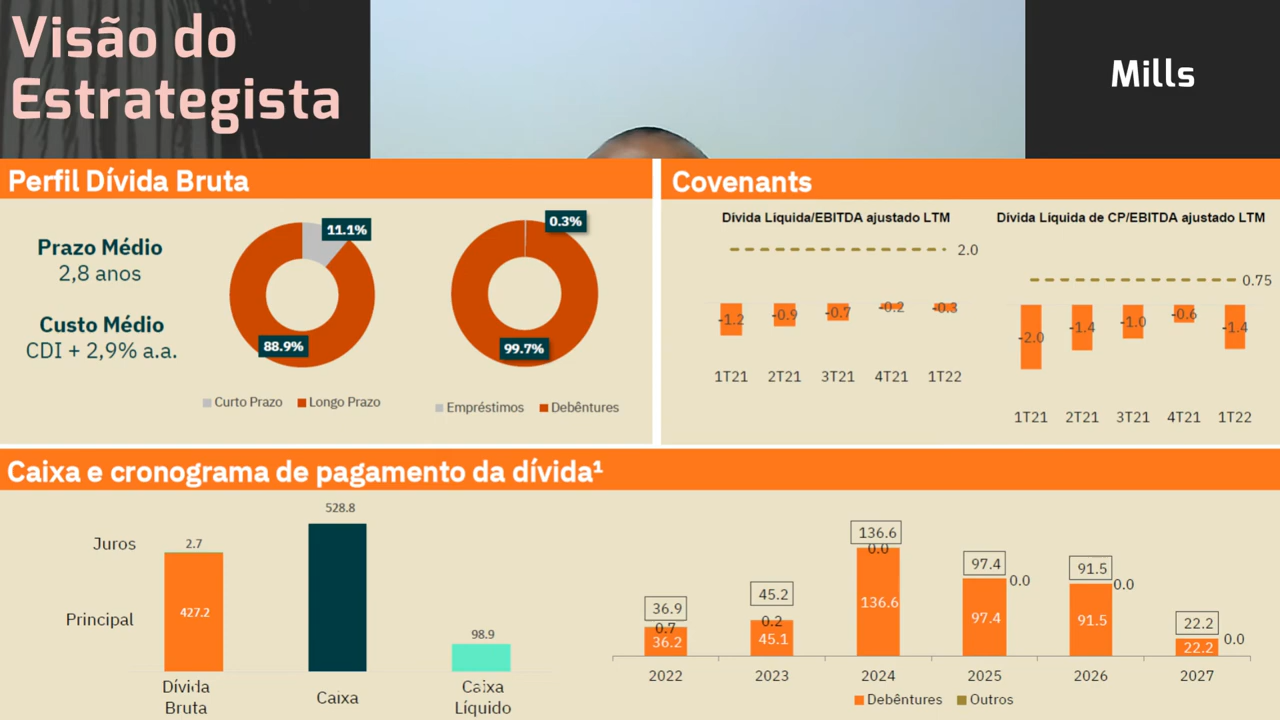 Visão do
Estrategista
Mills
Perfil Dívida Bruta
Prazo Médio
2,8 anos
Custo Médio
CDI + 2,9% a.a.
11.1%
88.9%
Curto Prazo
Longo Prazo
0.3%
99.7%
Empréstimos
Debêntures
Covenants
Dívida Líquida/EBITDA ajustado LTM
2.0
-1.2
-0.9
-0.7
-0.2
-0.3
1T21
2T21
3T21
4T21
1T22
Dívida Líquida de CP/EBITDA ajustado LTM
0.75
-2.0
-1.4
-1.0
-0.6
-1.4
1T21
2T21
3T21
4T21
1T22
Caixa e cronograma de pagamento da dívida¹
Juros
Principal
2.7
427.2
528.8
98.9
Dívida
Bruta
Caixa
Caixa
Líquido
36.9
0.7
36.2
45.2
0.2
45.1
136.6
0.0
136.6
97.4
0.0
97.4
91.5
0.0
91.5
22.2
0.0
22.2
2022
2023
2024
2025
2026
2027
Debêntures
Outros